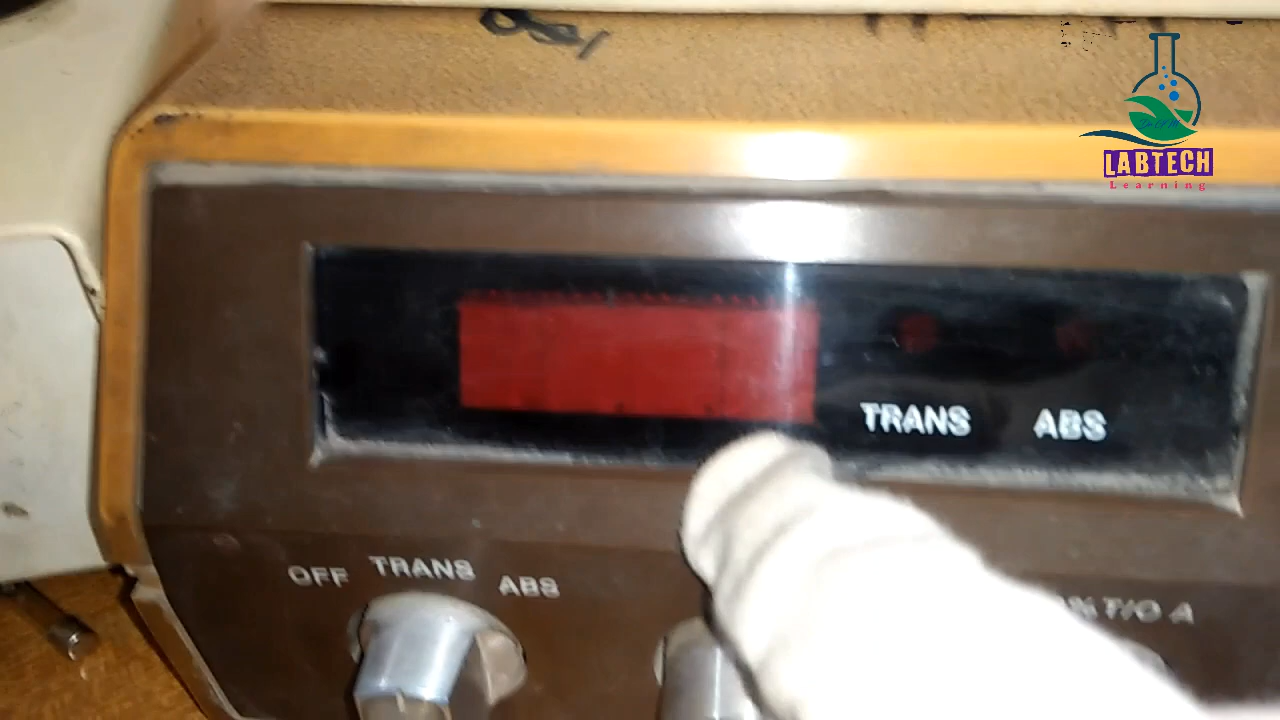 LABTECH
Learning
TRANS ABS
OFF TRANS ABS
% T/O A